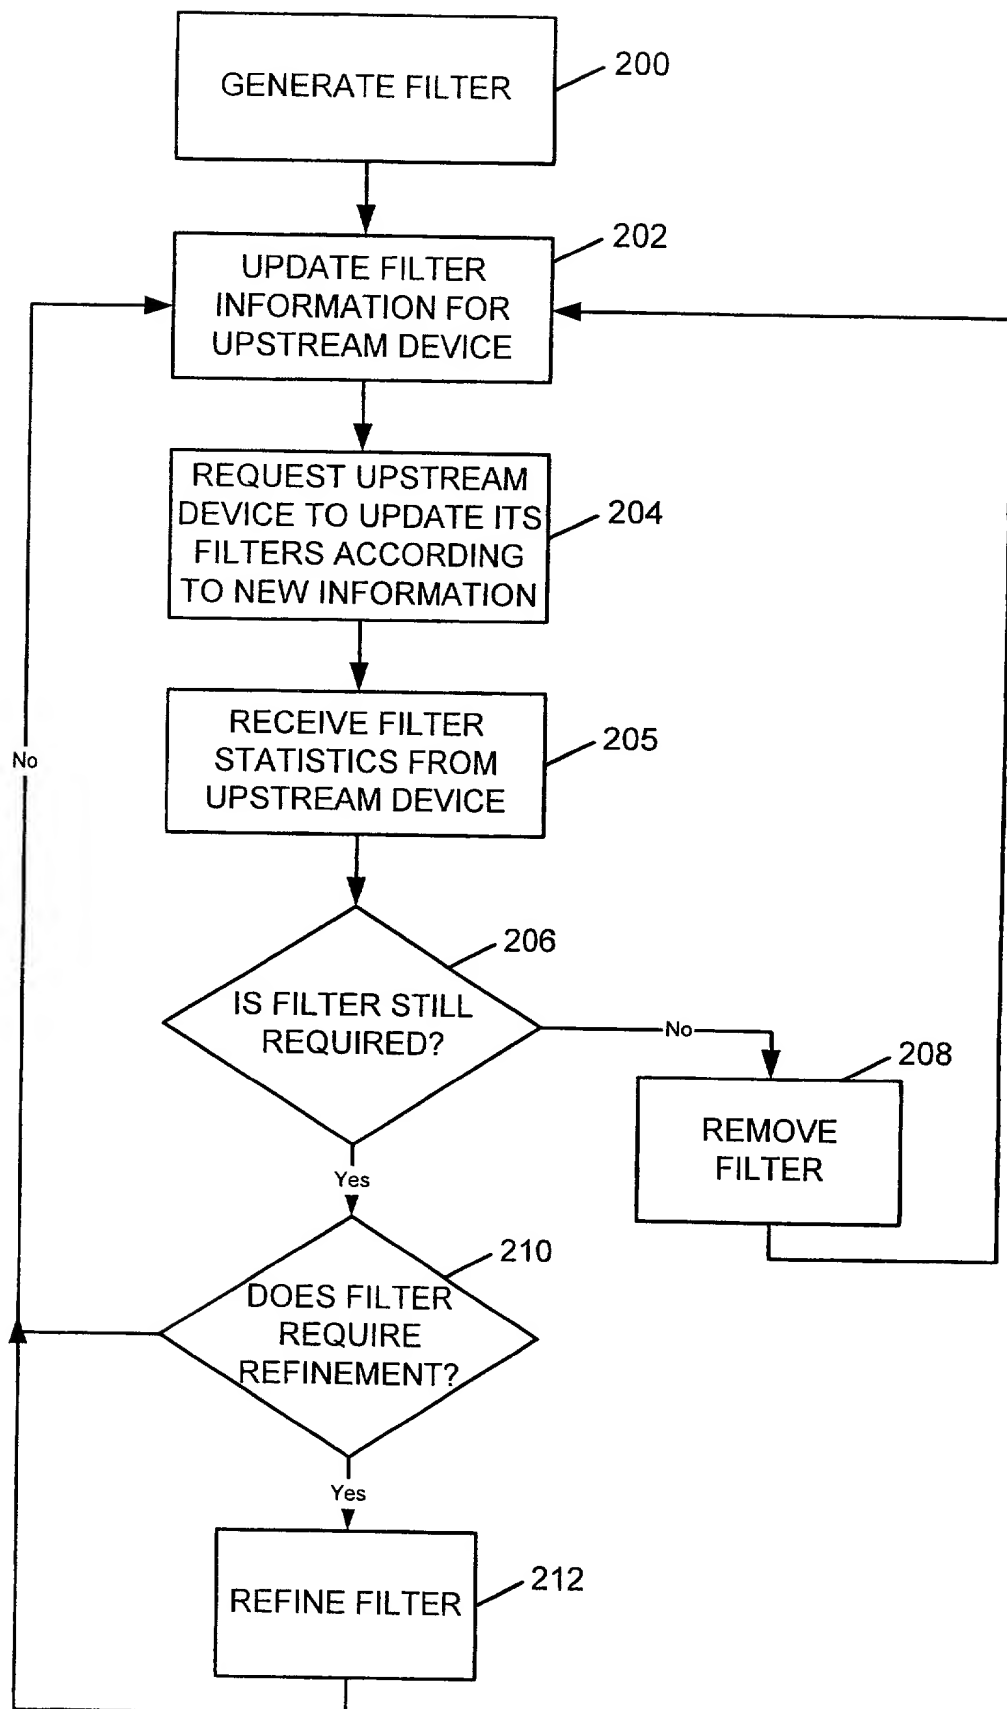 GENERATE FILTER
200
UPDATE FILTER
INFORMATION FOR
UPSTREAM DEVICE
202
REQUEST UPSTREAM
DEVICE TO UPDATE ITS
FILTERS ACCORDING
TO NEW INFORMATION
204
RECEIVE FILTER
STATISTICS FROM
UPSTREAM DEVICE
205
No
IS FILTER STILL
REQUIRED?
206
No
REMOVE
FILTER
208
Yes
DOES FILTER
REQUIRE
REFINEMENT?
210
Yes
REFINE FILTER
212